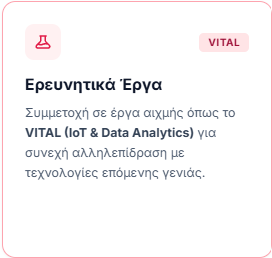 VITAL
Ερευνητικά Έργα
Συμμετοχή σε έργα αιχμής όπως το
VITAL (IoT & Data Analytics) για
συνεχή αλληλεπίδραση με
τεχνολογίες επόμενης γενιάς.